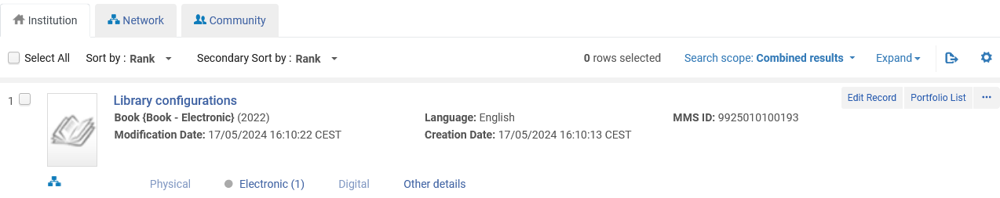 Institution Network Community
Select All Sort by : Rank Secondary Sort by : Rank 0 rows selected Search scope: Combined results Expand
1 Library configurations Edit Record Portfolio List ...
Book {Book - Electronic} (2022) Language: English MMS ID: 9925010100193
Modification Date: 17/05/2024 16:10:22 CEST Creation Date: 17/05/2024 16:10:13 CEST
Physical Electronic (1) Digital Other details